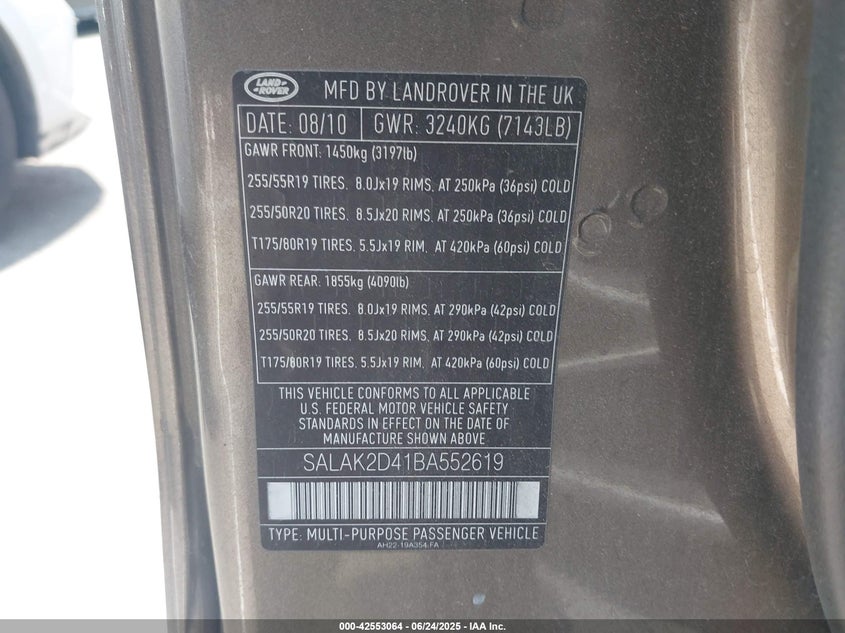 LAND ROVER
MFD BY LANDROVER IN THE UK
DATE: 08/10 GWR: 3240KG (7143LB)
GAWR FRONT: 1450kg (3197lb)
255/55R19 TIRES. 8.0Jx19 RIMS. AT 250kPa (36psi) COLD
255/50R20 TIRES. 8.5Jx20 RIMS. AT 250kPa (36psi) COLD
T175/80R19 TIRES. 5.5Jx19 RIM. AT 420kPa (60psi) COLD
GAWR REAR: 1855kg (4090lb)
255/55R19 TIRES. 8.0Jx19 RIMS. AT 290kPa (42psi) COLD
255/50R20 TIRES. 8.5Jx20 RIMS. AT 290kPa (42psi) COLD
T175/80R19 TIRES. 5.5Jx19 RIM. AT 420kPa (60psi) COLD
THIS VEHICLE CONFORMS TO ALL APPLICABLE
U.S. FEDERAL MOTOR VEHICLE SAFETY
STANDARDS IN EFFECT ON THE DATE OF
MANUFACTURE SHOWN ABOVE
SALAK2D41BA552619
TYPE: MULTI-PURPOSE PASSENGER VEHICLE
AH22-19A354-FA
000-42553064 - 06/24/2025 - IAA Inc.